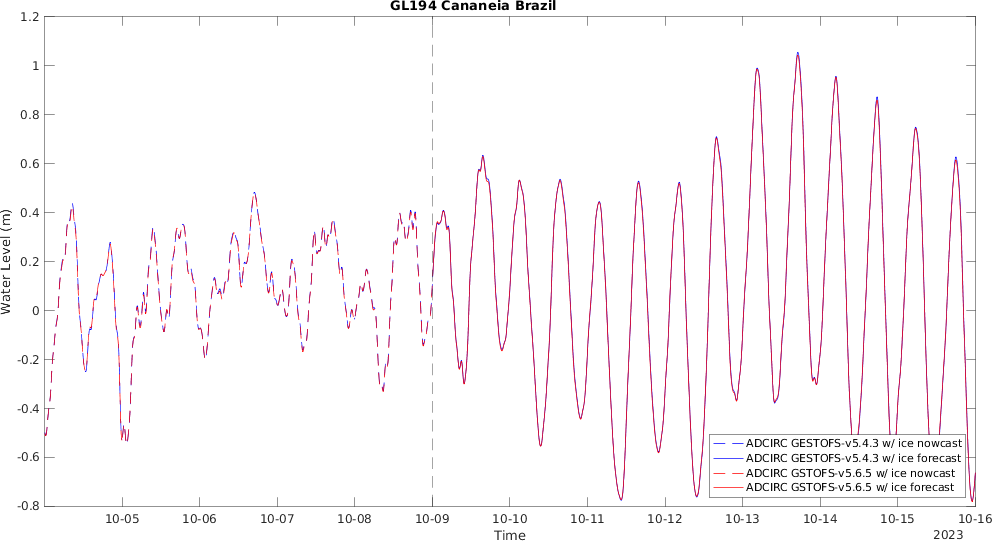 GL194 Cananeia Brazil
1.2
1
0.8
0.6
0.4
0.2
0
-0.2
-0.4
-0.6
-0.8
Water Level (m)
ADCIRC GESTOFS-v5.4.3 w/ ice nowcast
ADCIRC GESTOFS-v5.4.3 w/ ice forecast
ADCIRC GSTOFS-v5.6.5 w/ ice nowcast
ADCIRC GSTOFS-v5.6.5 w/ ice forecast
10-05 10-06 10-07 10-08 10-09 10-10 10-11 10-12 10-13 10-14 10-15 10-16
Time
2023